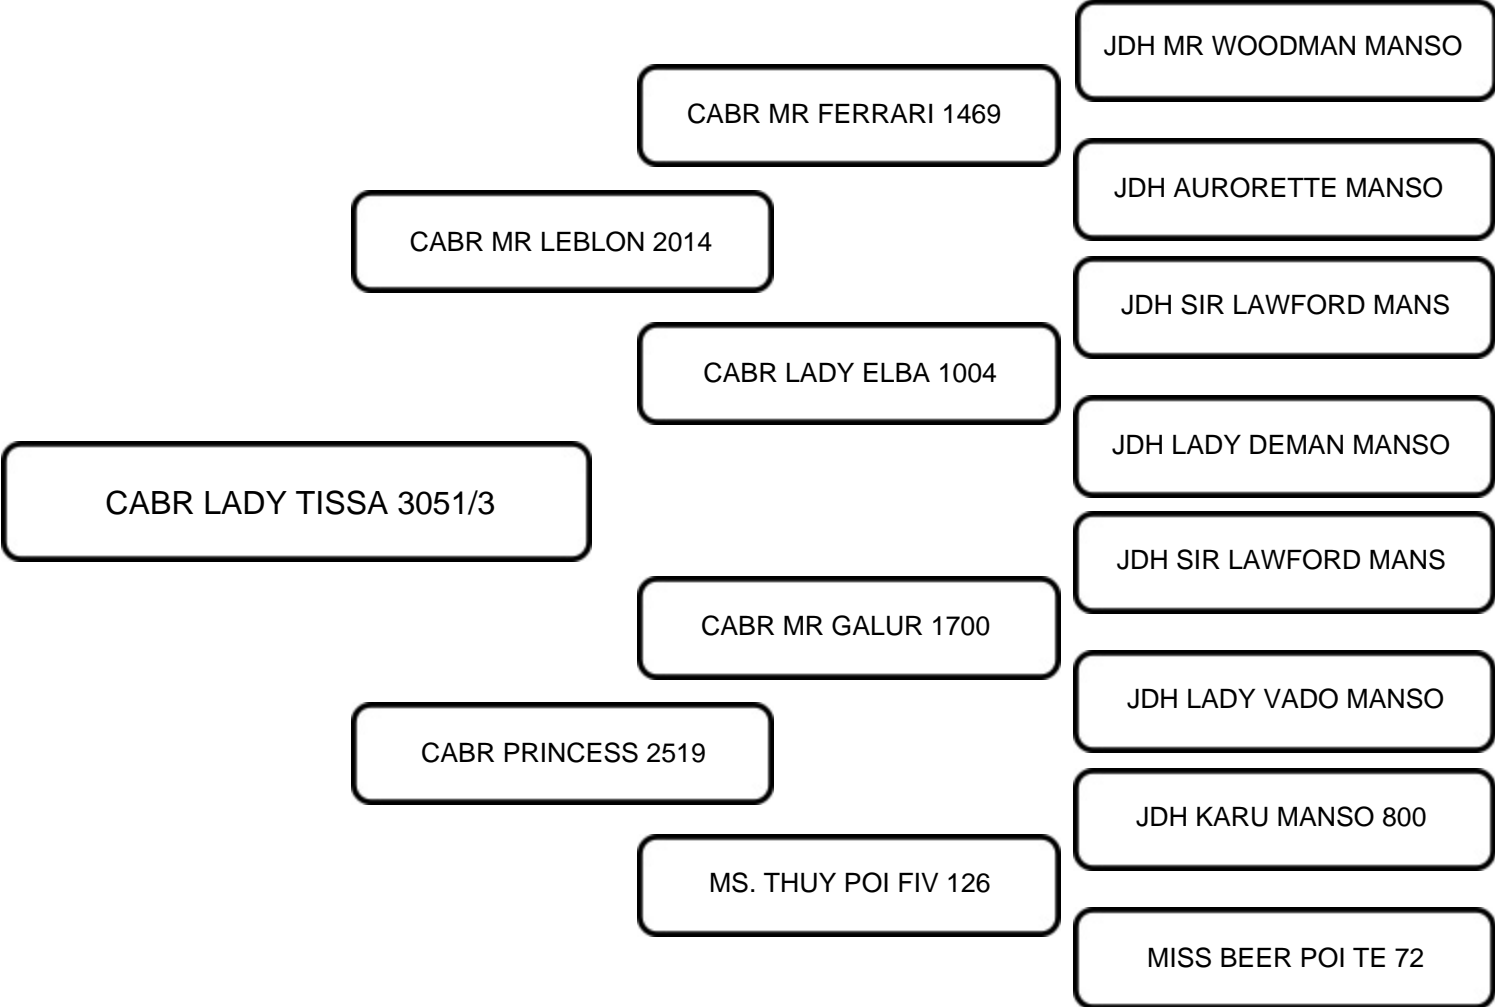 JDH MR WOODMAN MANSO
CABR MR FERRARI 1469
JDH AURORETTE MANSO
CABR MR LEBLON 2014
JDH SIR LAWFORD MANS
CABR LADY ELBA 1004
JDH LADY DEMAN MANSO
CABR LADY TISSA 3051/3
JDH SIR LAWFORD MANS
CABR MR GALUR 1700
JDH LADY VADO MANSO
CABR PRINCESS 2519
JDH KARU MANSO 800
MS. THUY POI FIV 126
MISS BEER POI TE 72